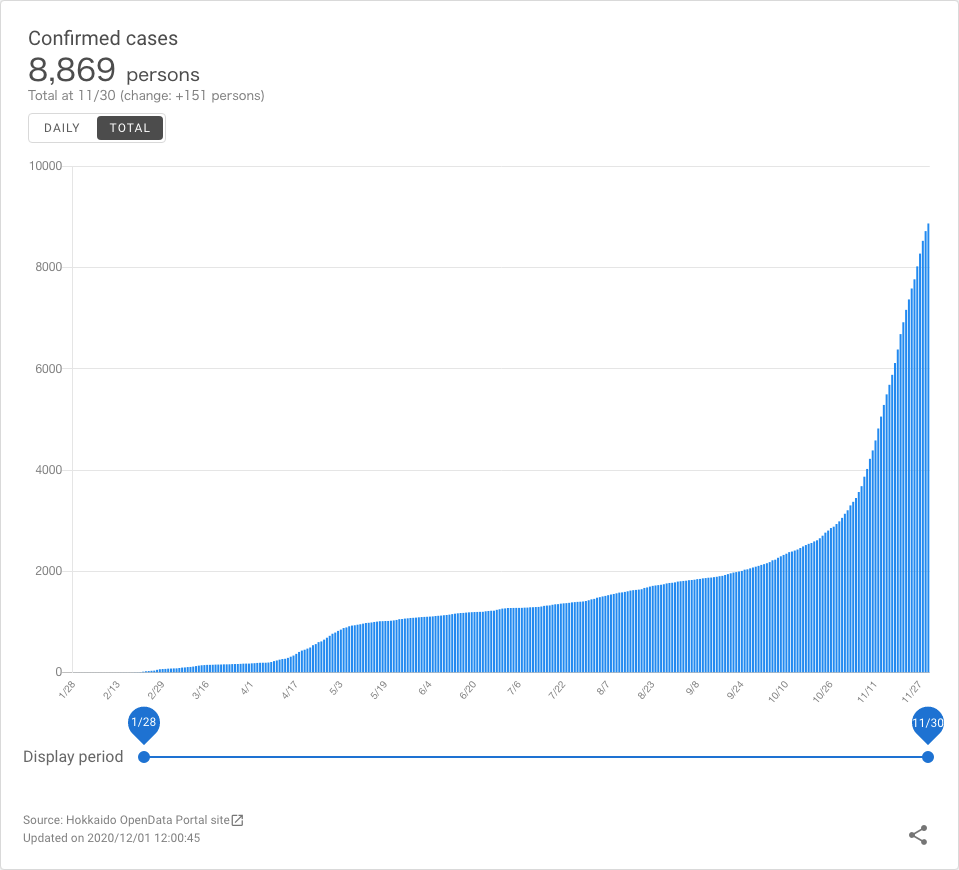 Confirmed cases
8,869 persons
Total at 11/30 (change: +151 persons)
DAILY TOTAL
10000
8000
6000
4000
2000
0
1/28 2/13 2/29 3/16 4/1 4/17 5/3 5/19 6/4 6/20 7/6 7/22 8/7 8/23 9/8 9/24 10/10 10/26 11/11 11/27
1/28 11/30
Display period
Source: Hokkaido OpenData Portal site
Updated on 2020/12/01 12:00:45